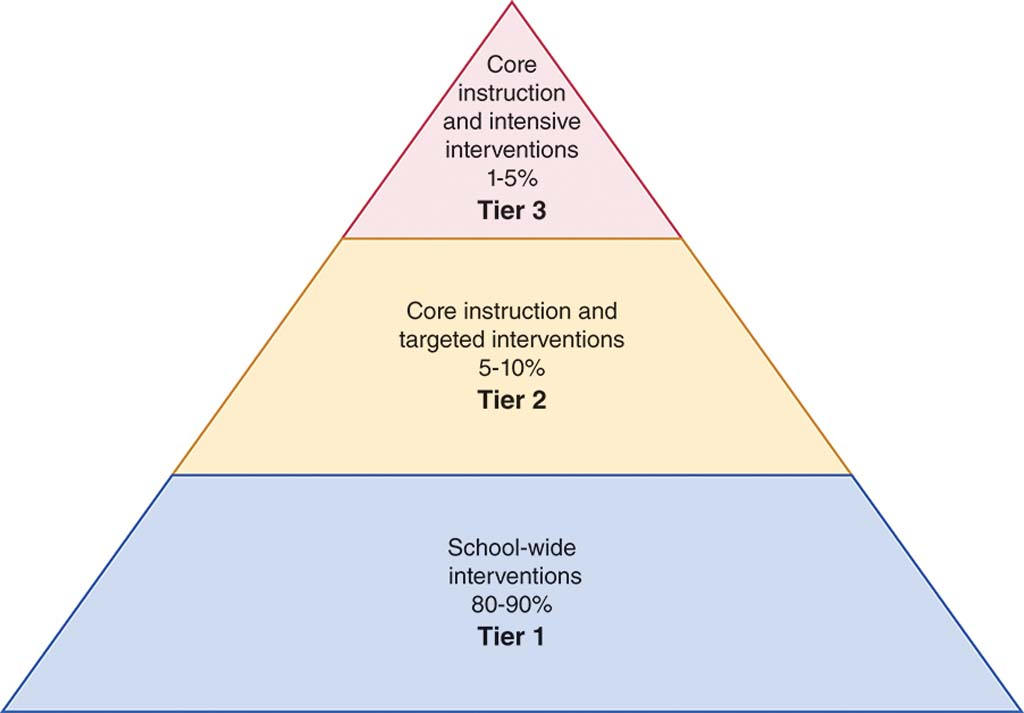 Core
instruction
and intensive
interventions
1-5%
Tier 3
Core instruction and
targeted interventions
5-10%
Tier 2
School-wide
interventions
80-90%
Tier 1